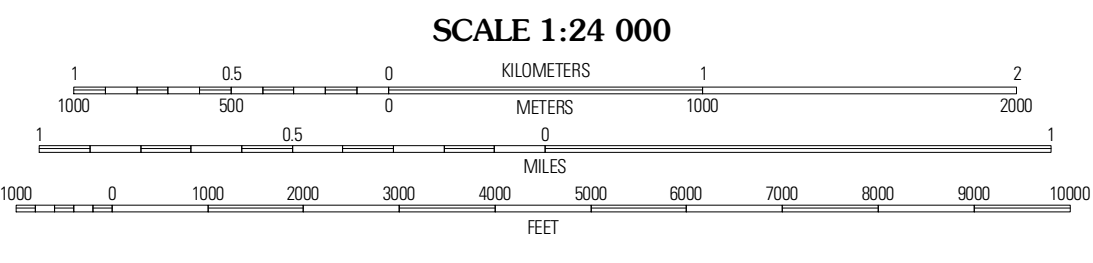 SCALE 1:24 000
1 0.5 0 KILOMETERS 1 2
1000 500 0 METERS 1000 2000
1 0.5 0 1
MILES
1000 0 1000 2000 3000 4000 5000 6000 7000 8000 9000 10000
FEET